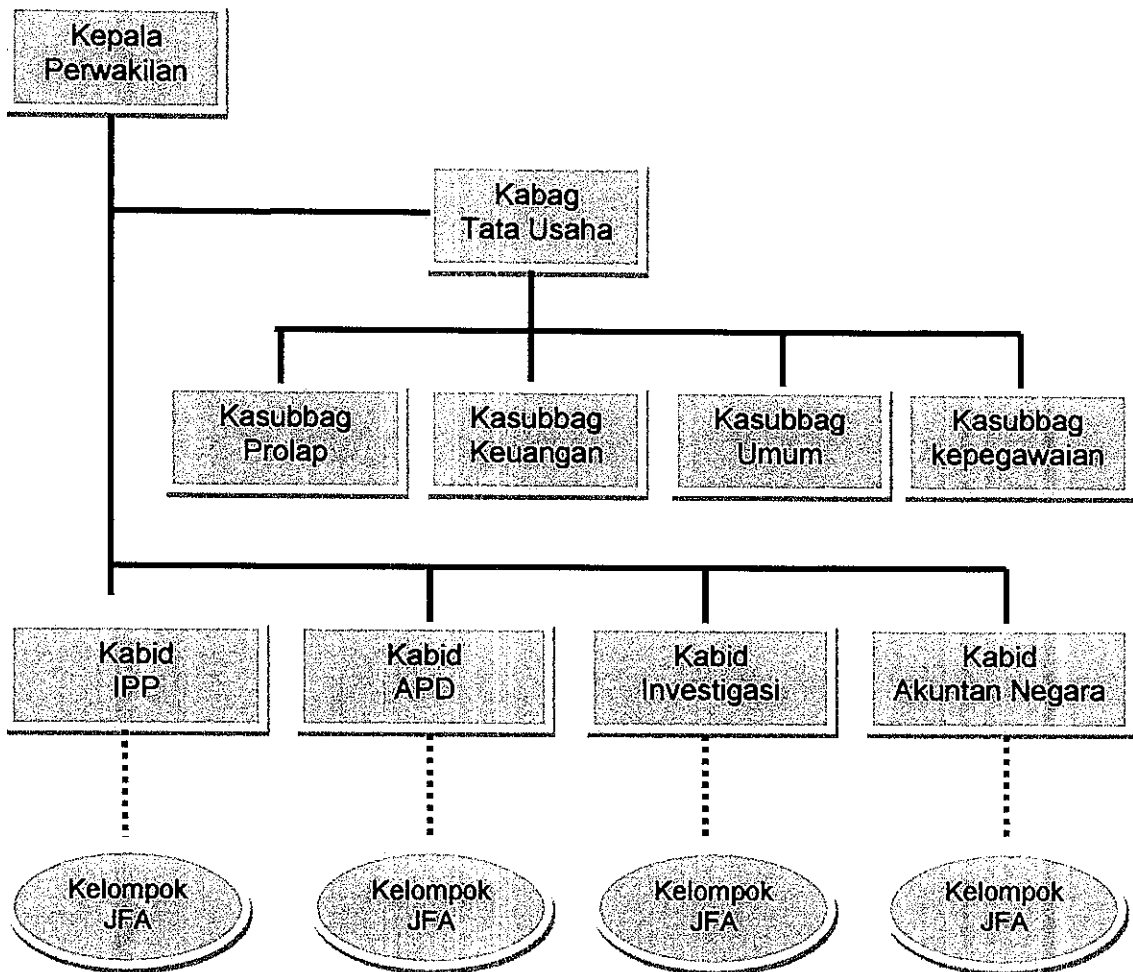 Kepala
Perwakilan
Kabag
Tata Usaha
Kasubbag
Prolap
Kasubbag
Keuangan
Kasubbag
Umum
Kasubbag
kepegawaian
Kabid
IPP
Kabid
APD
Kabid
Investigasi
Kabid
Akuntan Negara
Kelompok
JFA
Kelompok
JFA
Kelompok
JFA
Kelompok
JFA